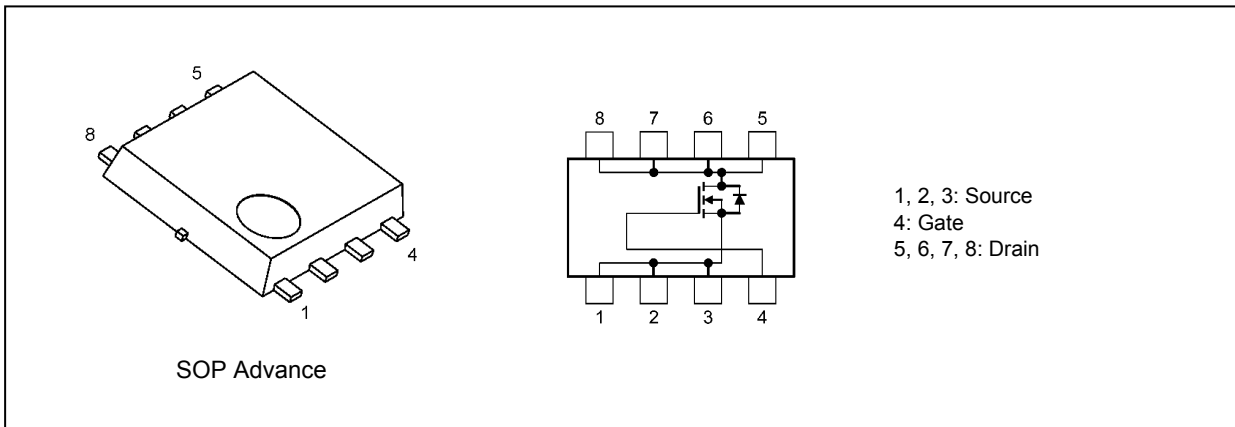 5
8
4
1
SOP Advance
8 7 6 5
1 2 3 4
1, 2, 3: Source
4: Gate
5, 6, 7, 8: Drain